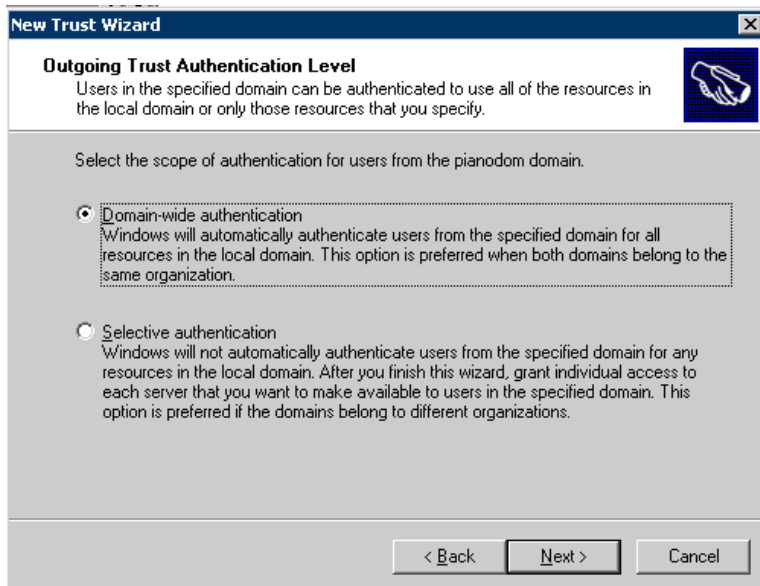 New Trust Wizard
Outgoing Trust Authentication Level
Users in the specified domain can be authenticated to use all of the resources in
the local domain or only those resources that you specify.
Select the scope of authentication for users from the pianodom domain.
Domain-wide authentication
Windows will automatically authenticate users from the specified domain for all
resources in the local domain. This option is preferred when both domains belong to the
same organization.
Selective authentication
Windows will not automatically authenticate users from the specified domain for any
resources in the local domain. After you finish this wizard, grant individual access to
each server that you want to make available to users in the specified domain. This
option is preferred if the domains belong to different organizations.
< Back
Next >
Cancel